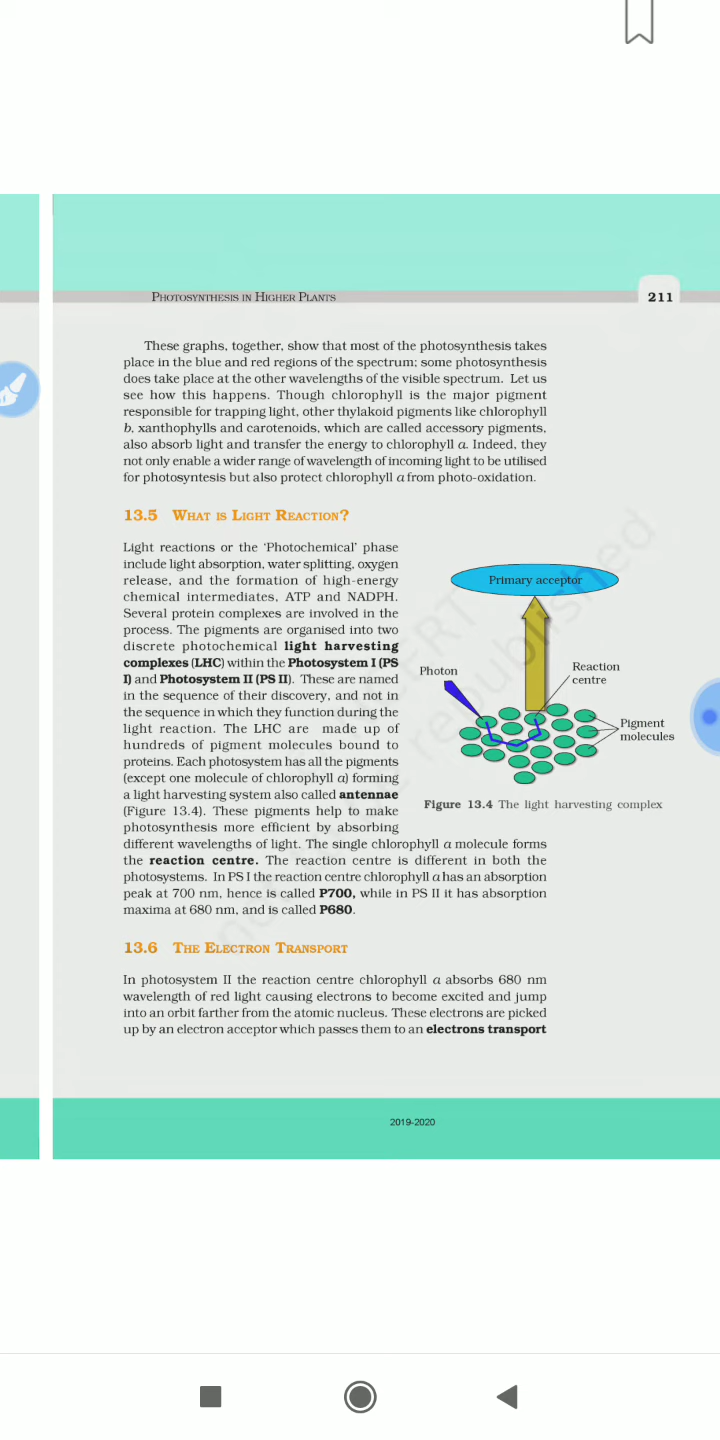 PHOTOSYNTHESIS IN HIGHER PLANTS
211
These graphs, together, show that most of the photosynthesis takes
place in the blue and red regions of the spectrum; some photosynthesis
does take place at the other wavelengths of the visible spectrum. Let us
see how this happens. Though chlorophyll is the major pigment
responsible for trapping light, other thylakoid pigments like chlorophyll
b, xanthophylls and carotenoids, which are called accessory pigments,
also absorb light and transfer the energy to chlorophyll a. Indeed, they
not only enable a wider range of wavelength of incoming light to be utilised
for photosyntesis but also protect chlorophyll a from photo-oxidation.
13.5 WHAT IS LIGHT REACTION?
Light reactions or the 'Photochemical' phase
include light absorption, water splitting, oxygen
release, and the formation of high-energy
chemical intermediates, ATP and NADPH.
Several protein complexes are involved in the
process. The pigments are organised into two
discrete photochemical light harvesting
complexes (LHC) within the Photosystem I (PS
I) and Photosystem II (PS II). These are named
in the sequence of their discovery, and not in
the sequence in which they function during the
light reaction. The LHC are made up of
hundreds of pigment molecules bound to
proteins. Each photosystem has all the pigments
(except one molecule of chlorophyll a) forming
a light harvesting system also called antennae
(Figure 13.4). These pigments help to make
photosynthesis more efficient by absorbing
different wavelengths of light. The single chlorophyll a molecule forms
the reaction centre. The reaction centre is different in both the
photosystems. In PS I the reaction centre chlorophyll a has an absorption
peak at 700 nm, hence is called P700, while in PS II it has absorption
maxima at 680 nm, and is called P680.
Primary acceptor
Photon
Reaction
centre
Pigment
molecules
Figure 13.4 The light harvesting complex
13.6 THE ELECTRON TRANSPORT
In photosystem II the reaction centre chlorophyll a absorbs 680 nm
wavelength of red light causing electrons to become excited and jump
into an orbit farther from the atomic nucleus. These electrons are picked
up by an electron acceptor which passes them to an electrons transport
2019-2020